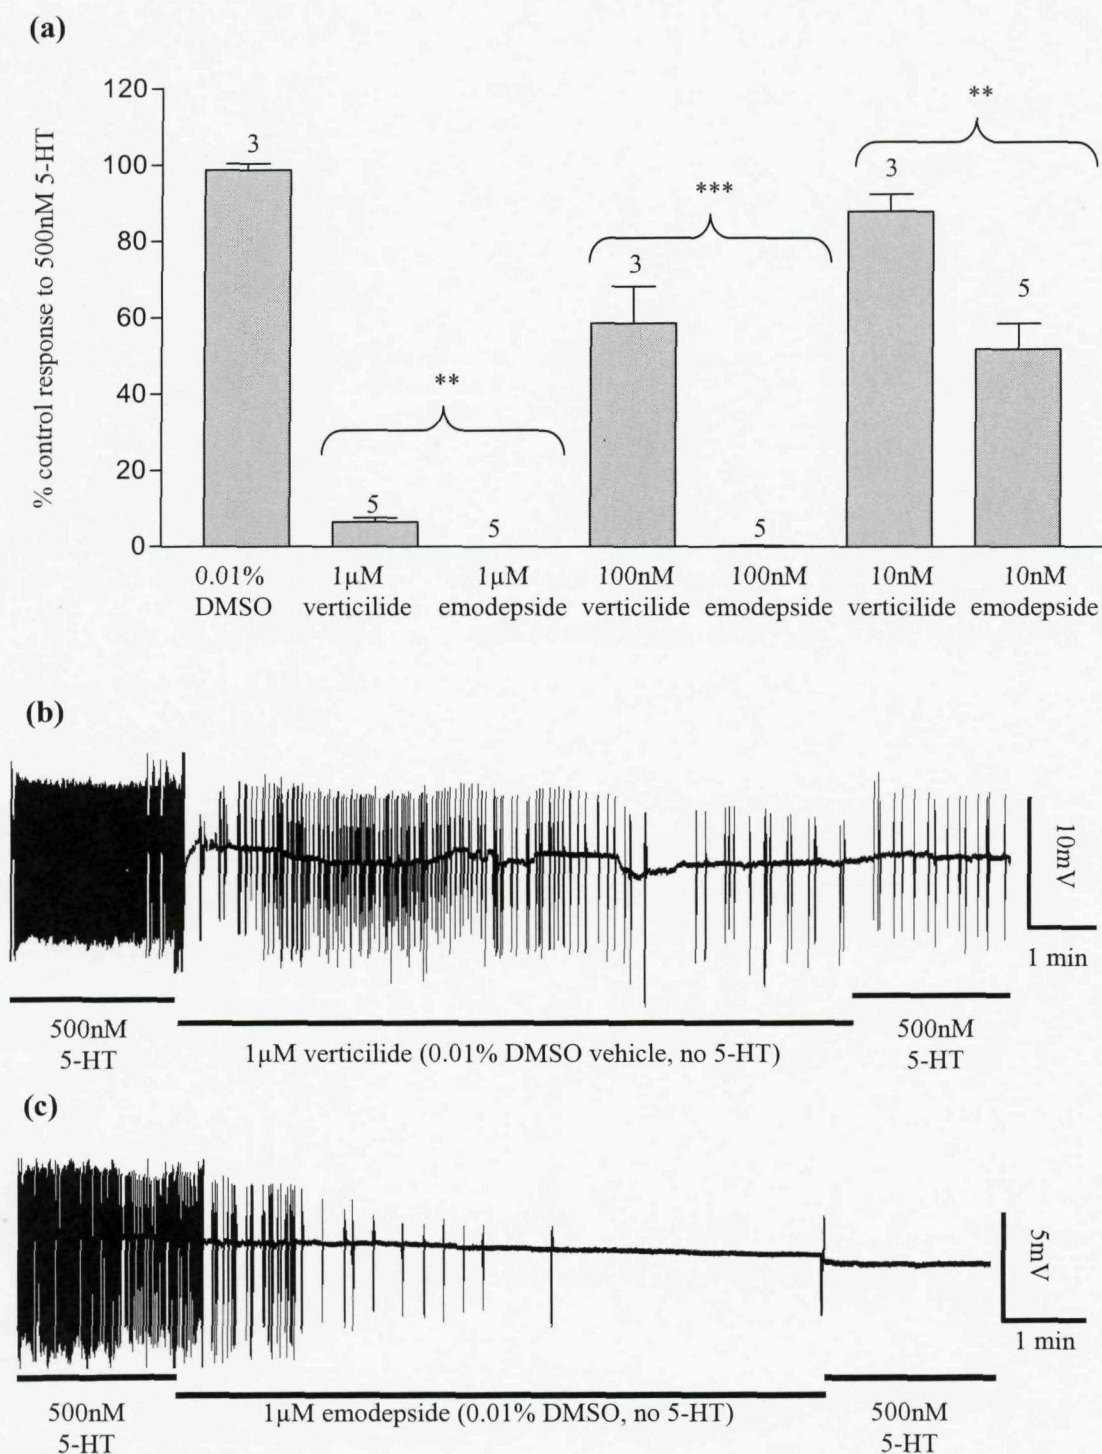 (a)
% control response to 500nM 5-HT
120
100
80
60
40
20
0
3
5
5
3
5
3
5
**
***
**
0.01%
DMSO
1µM
verticilide
1µM
emodepside
100nM
verticilide
100nM
emodepside
10nM
verticilide
10nM
emodepside
(b)
10mV
1 min
500nM
5-HT
1µM verticilide (0.01% DMSO vehicle, no 5-HT)
500nM
5-HT
(c)
5mV
1 min
500nM
5-HT
1µM emodepside (0.01% DMSO, no 5-HT)
500nM
5-HT